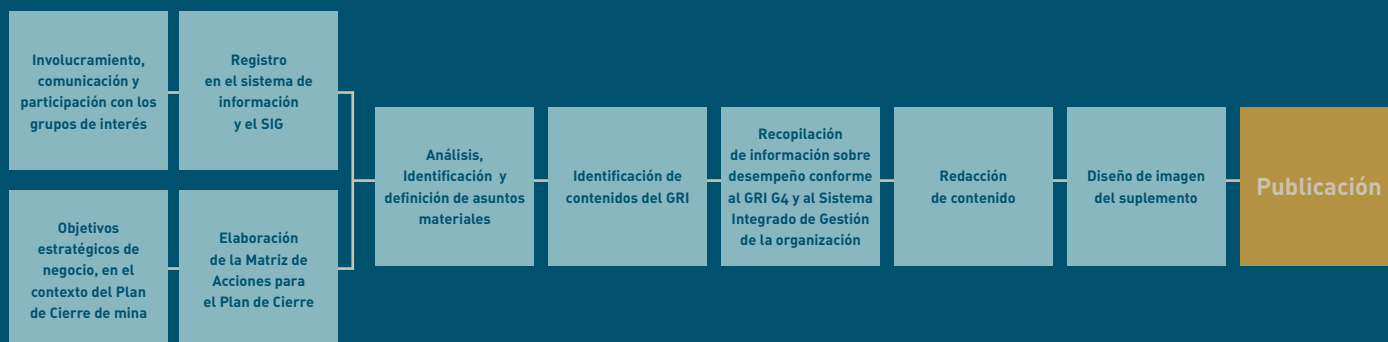 Involucramiento,
comunicación y
participación con los
grupos de interés
Registro
en el sistema de
información
y el SIG
Objetivos
estratégicos de
negocio, en el
contexto del Plan
de Cierre de mina
Elaboración
de la Matriz de
Acciones para
el Plan de Cierre
Análisis,
Identificación y
definición de asuntos
materiales
Identificación de
contenidos del GRI
Recopilación
de información sobre
desempeño conforme
al GRI G4 y al Sistema
Integrado de Gestión
de la organización
Redacción
de contenido
Diseño de imagen
del suplemento
Publicación